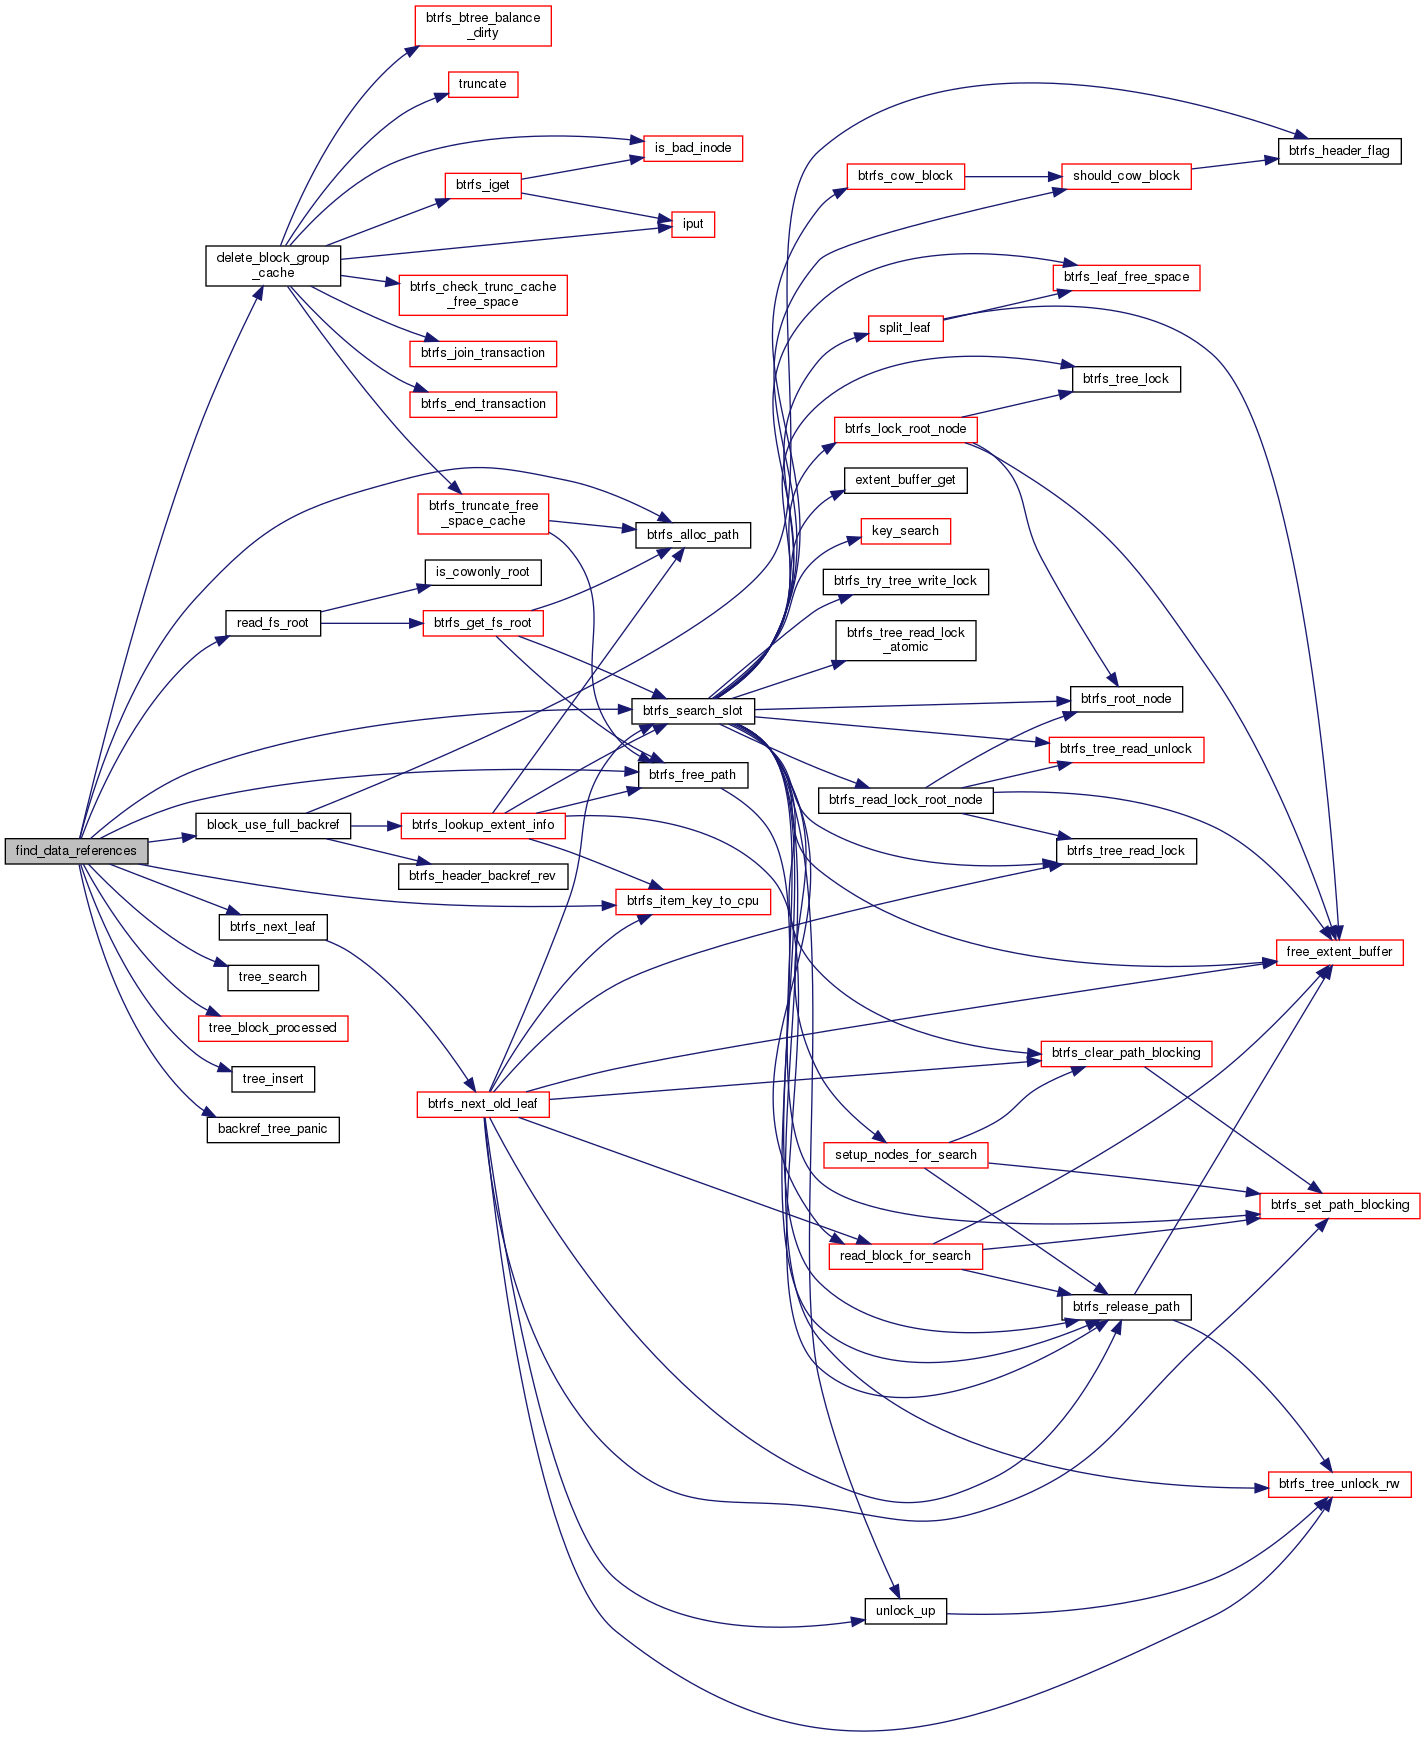 btrfs_btree_balance
_dirty
truncate
is_bad_inode
btrfs_iget
iput
delete_block_group
_cache
btrfs_check_trunc_cache
_free_space
btrfs_join_transaction
btrfs_end_transaction
btrfs_truncate_free
_space_cache
btrfs_alloc_path
is_cowonly_root
read_fs_root
btrfs_get_fs_root
btrfs_search_slot
btrfs_free_path
find_data_references
block_use_full_backref
btrfs_lookup_extent_info
btrfs_header_backref_rev
btrfs_item_key_to_cpu
btrfs_next_leaf
tree_search
tree_block_processed
tree_insert
backref_tree_panic
btrfs_next_old_leaf
btrfs_header_flag
btrfs_cow_block
should_cow_block
btrfs_leaf_free_space
split_leaf
btrfs_tree_lock
btrfs_lock_root_node
extent_buffer_get
key_search
btrfs_try_tree_write_lock
btrfs_tree_read_lock
_atomic
btrfs_root_node
btrfs_tree_read_unlock
btrfs_read_lock_root_node
btrfs_tree_read_lock
free_extent_buffer
btrfs_clear_path_blocking
setup_nodes_for_search
btrfs_set_path_blocking
read_block_for_search
btrfs_release_path
btrfs_tree_unlock_rw
unlock_up